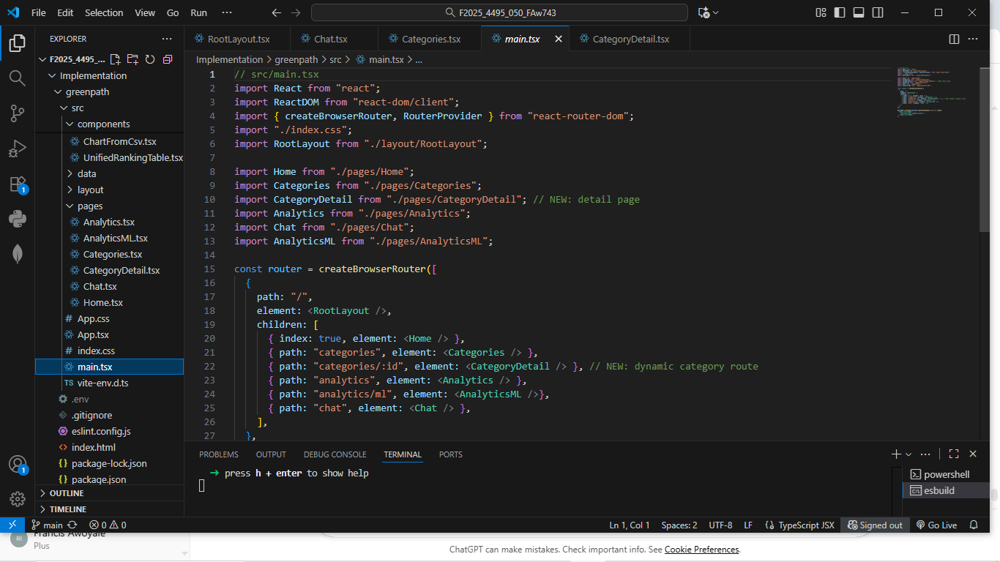 File Edit Selection View Go Run ··· F2025_4495_050_FAw743
EXPLORER ···
F2025_4495_...
Implementation
greenpath
src
components
ChartFromCsv.tsx
UnifiedRankingTable.tsx
data
layout
pages
Analytics.tsx
AnalyticsML.tsx
Categories.tsx
CategoryDetail.tsx
Chat.tsx
Home.tsx
# App.css
App.tsx
# index.css
main.tsx
TS vite-env.d.ts
.env
.gitignore
eslint.config.js
<> index.html
{} package-lock.json
{} package.json
OUTLINE
TIMELINE
1
1
RootLayout.tsx Chat.tsx Categories.tsx main.tsx CategoryDetail.tsx ···
Implementation > greenpath > src > main.tsx > ...
1 // src/main.tsx
2 import React from "react";
3 import ReactDOM from "react-dom/client";
4 import { createBrowserRouter, RouterProvider } from "react-router-dom";
5 import "./index.css";
6 import RootLayout from "./layout/RootLayout";
7
8 import Home from "./pages/Home";
9 import Categories from "./pages/Categories";
10 import CategoryDetail from "./pages/CategoryDetail"; // NEW: detail page
11 import Analytics from "./pages/Analytics";
12 import Chat from "./pages/Chat";
13 import AnalyticsML from "./pages/AnalyticsML";
14
15 const router = createBrowserRouter([
16 {
17 path: "/",
18 element: <RootLayout />,
19 children: [
20 { index: true, element: <Home /> },
21 { path: "categories", element: <Categories /> },
22 { path: "categories/:id", element: <CategoryDetail /> }, // NEW: dynamic category route
23 { path: "analytics", element: <Analytics /> },
24 { path: "analytics/ml", element: <AnalyticsML />},
25 { path: "chat", element: <Chat /> },
26 ],
27 },
PROBLEMS OUTPUT DEBUG CONSOLE TERMINAL PORTS
➜ press h + enter to show help
powershell
esbuild
main 0 0 Ln 1, Col 1 Spaces: 2 UTF-8 LF {} TypeScript JSX Signed out Go Live
Francis Awoyale
Plus
ChatGPT can make mistakes. Check important info. See Cookie Preferences.